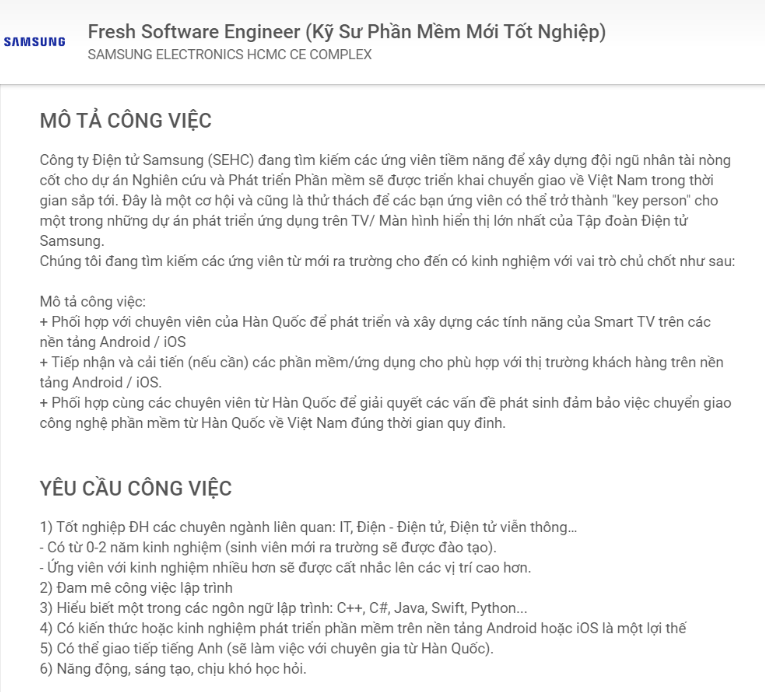 SAMSUNG
Fresh Software Engineer (Kỹ Sư Phần Mềm Mới Tốt Nghiệp)
SAMSUNG ELECTRONICS HCMC CE COMPLEX
MÔ TẢ CÔNG VIỆC
Công ty Điện tử Samsung (SEHC) đang tìm kiếm các ứng viên tiềm năng để xây dựng đội ngũ nhân tài nòng
cốt cho dự án Nghiên cứu và Phát triển Phần mềm sẽ được triển khai chuyển giao về Việt Nam trong thời
gian sắp tới. Đây là một cơ hội và cũng là thử thách để các bạn ứng viên có thể trở thành "key person" cho
một trong những dự án phát triển ứng dụng trên TV/ Màn hình hiển thị lớn nhất của Tập đoàn Điện tử
Samsung.
Chúng tôi đang tìm kiếm các ứng viên từ mới ra trường cho đến có kinh nghiệm với vai trò chủ chốt như sau:
Mô tả công việc:
+ Phối hợp với chuyên viên của Hàn Quốc để phát triển và xây dựng các tính năng của Smart TV trên các
nền tảng Android / iOS
+ Tiếp nhận và cải tiến (nếu cần) các phần mềm/ứng dụng cho phù hợp với thị trường khách hàng trên nền
tảng Android / iOS.
+ Phối hợp cùng các chuyên viên từ Hàn Quốc để giải quyết các vấn đề phát sinh đảm bảo việc chuyển giao
công nghệ phần mềm từ Hàn Quốc về Việt Nam đúng thời gian quy đinh.
YÊU CẦU CÔNG VIỆC
1) Tốt nghiệp ĐH các chuyên ngành liên quan: IT, Điện - Điện tử, Điện tử viễn thông...
- Có từ 0-2 năm kinh nghiệm (sinh viên mới ra trường sẽ được đào tạo).
- Ứng viên với kinh nghiệm nhiều hơn sẽ được cất nhắc lên các vị trí cao hơn.
2) Đam mê công việc lập trình
3) Hiểu biết một trong các ngôn ngữ lập trình: C++, C#, Java, Swift, Python...
4) Có kiến thức hoặc kinh nghiệm phát triển phần mềm trên nền tảng Android hoặc iOS là một lợi thế
5) Có thể giao tiếp tiếng Anh (sẽ làm việc với chuyên gia từ Hàn Quốc).
6) Năng động, sáng tạo, chịu khó học hỏi.